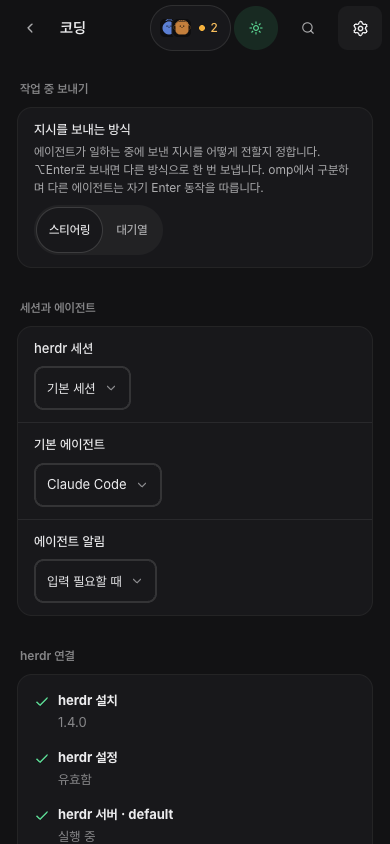 코딩
2
작업 중 보내기
지시를 보내는 방식
에이전트가 일하는 중에 보낸 지시를 어떻게 전할지 정합니다.
⌥Enter로 보내면 다른 방식으로 한 번 보냅니다. omp에서 구분하
며 다른 에이전트는 자기 Enter 동작을 따릅니다.
스티어링
대기열
세션과 에이전트
herdr 세션
기본 세션
기본 에이전트
Claude Code
에이전트 알림
입력 필요할 때
herdr 연결
herdr 설치
1.4.0
herdr 설정
유효함
herdr 서버 · default
실행 중